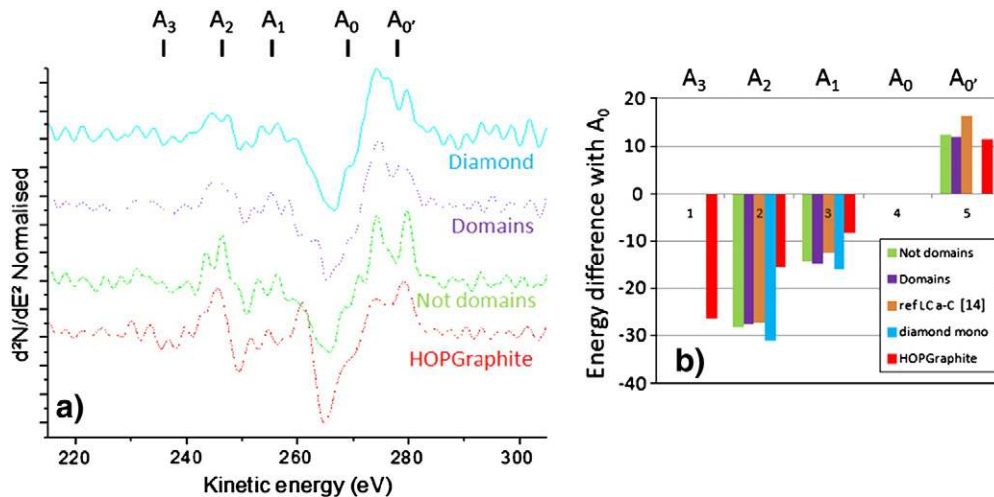 A3 A2 A1 A0 A0'
d²N/dE² Normalised
Diamond
Domains
Not domains
HOPGraphite
a)
220 240 260 280 300
Kinetic energy (eV)
A3 A2 A1 A0 A0'
Energy difference with A0
20
10
0
-10
-20
-30
-40
1 2 3 4 5
Not domains
Domains
ref LC a-C [14]
diamond mono
HOPGraphite
b)